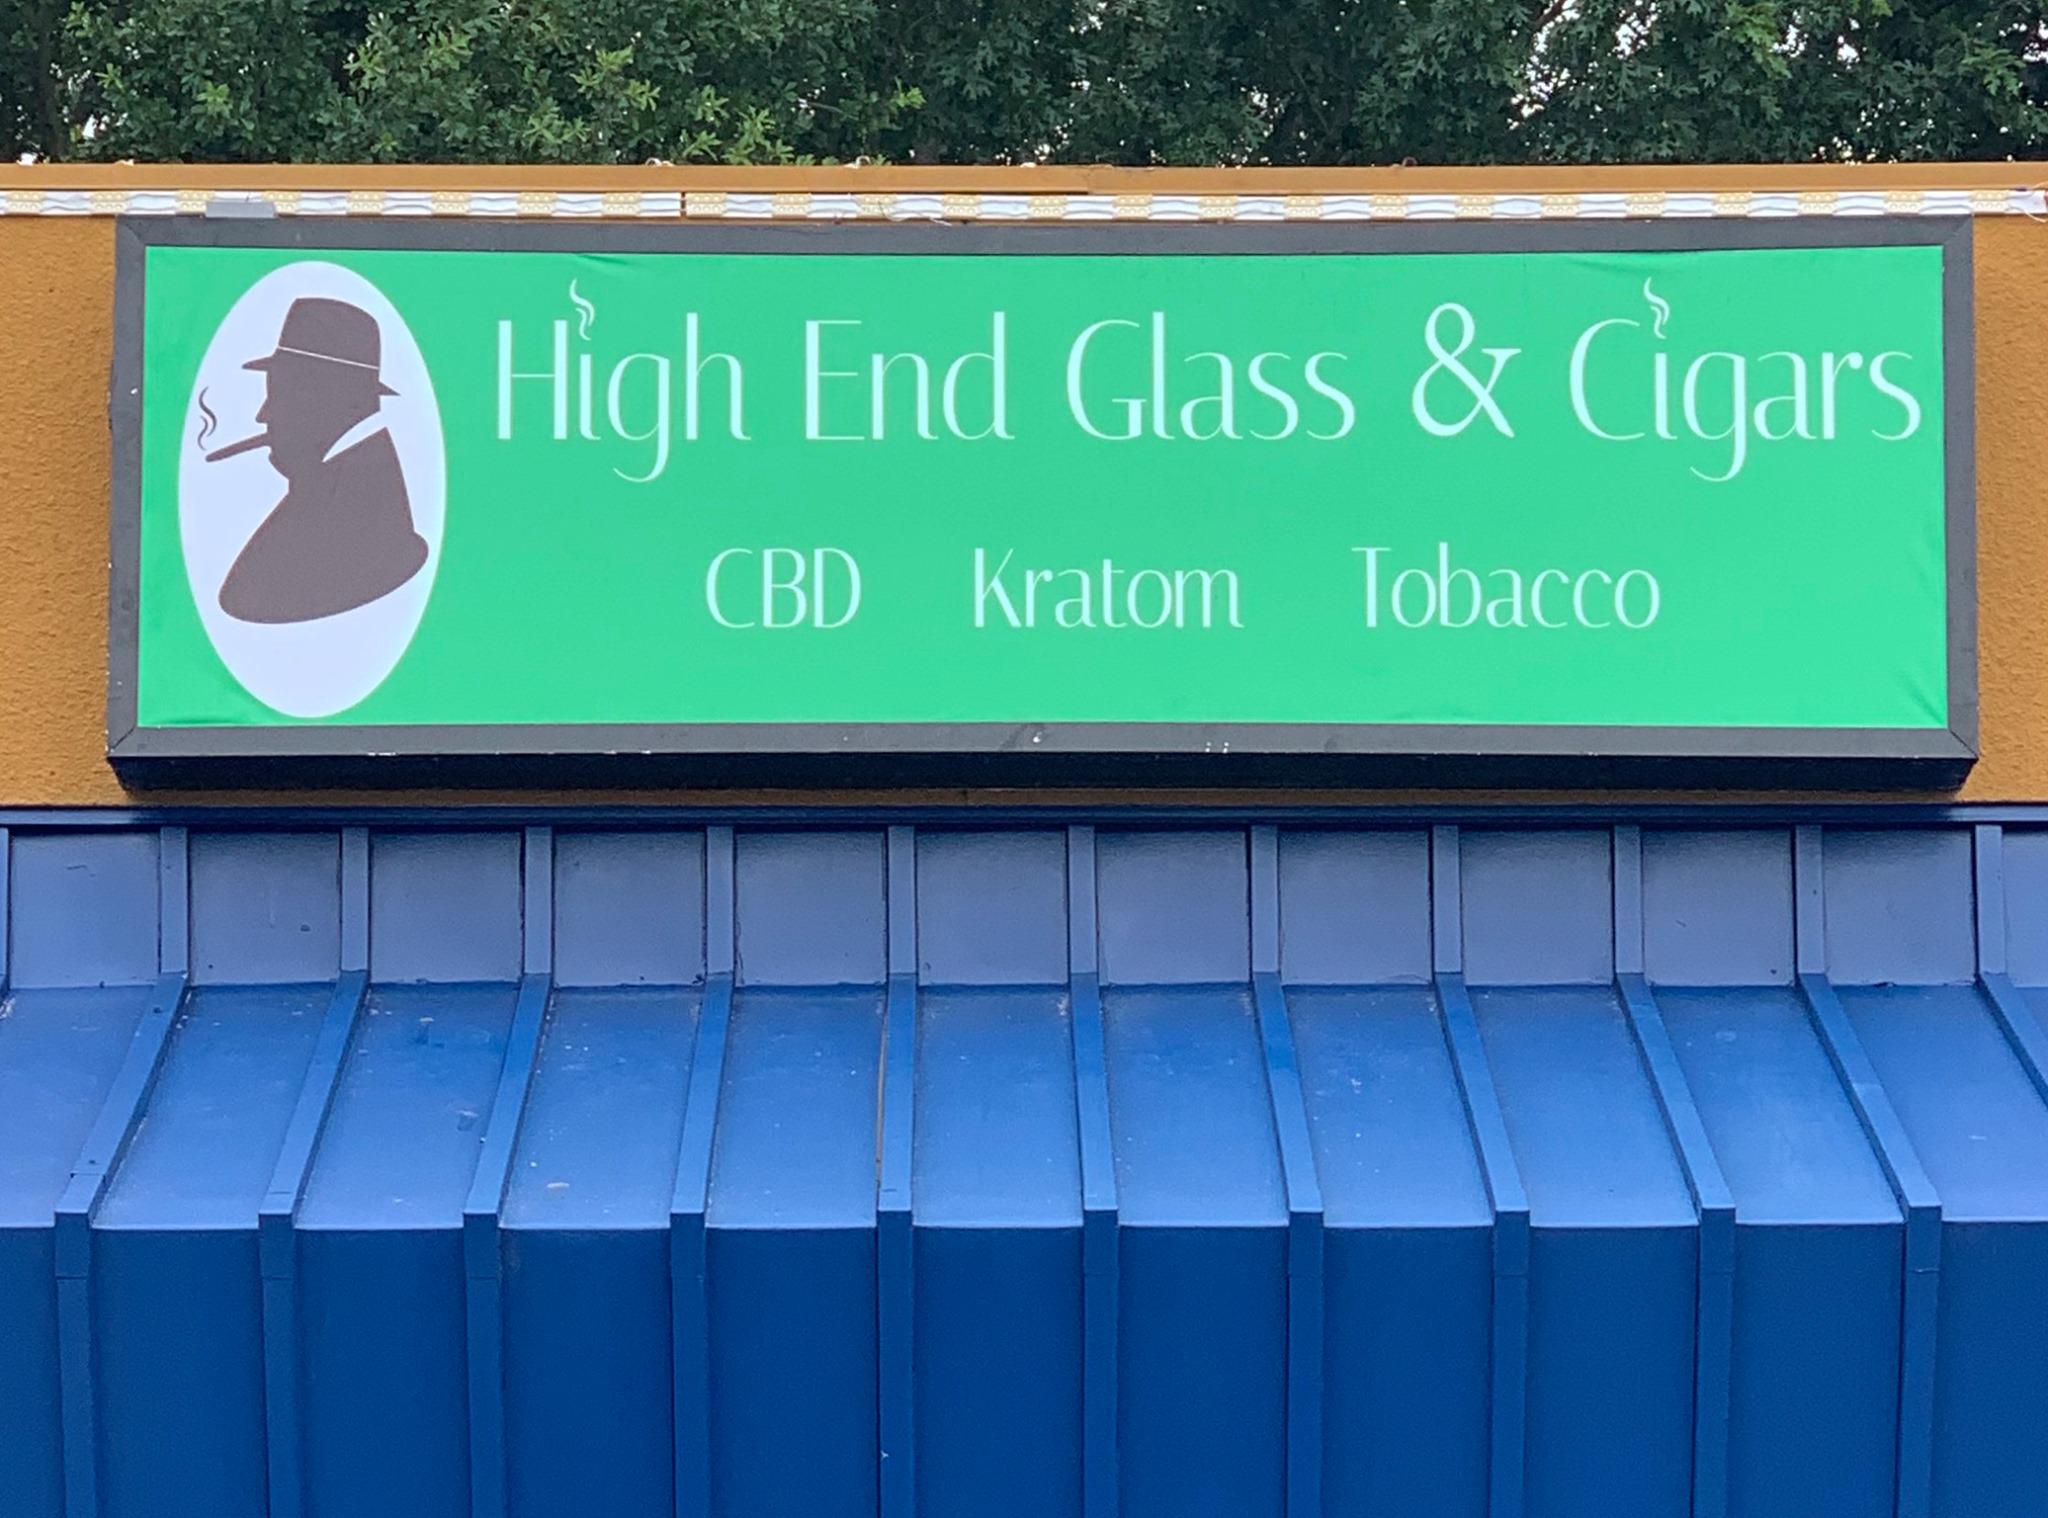 High End Glass & Cigars
CBD Kratom Tobacco